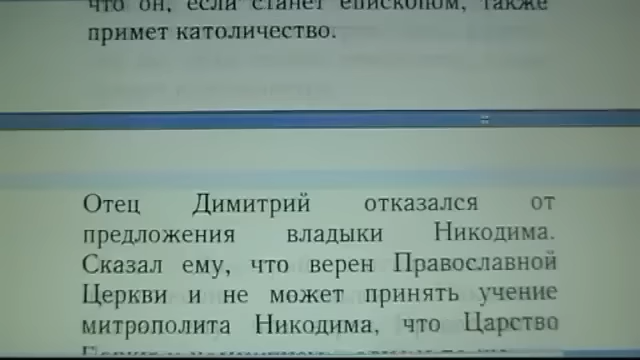 что он, если станет епископом, также
примет католичество.
Отец Димитрий отказался от
предложения владыки Никодима.
Сказал ему, что верен Православной
Церкви и не может принять учение
митрополита Никодима, что Царство